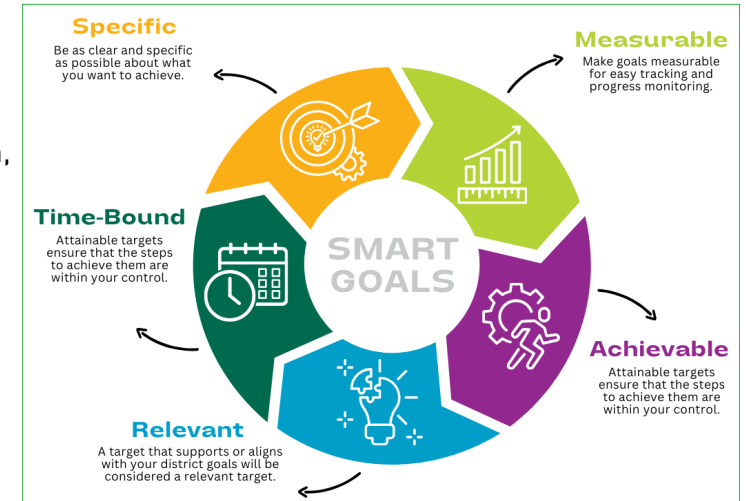 Specific
Be as clear and specific
as possible about what
you want to achieve.
Measurable
Make goals measurable
for easy tracking and
progress monitoring.
,
Time-Bound
Attainable targets
ensure that the steps
to achieve them are
within your control.
SMART
GOALS
Achievable
Attainable targets
ensure that the steps
to achieve them are
within your control.
Relevant
A target that supports or aligns
with your district goals will be
considered a relevant target.